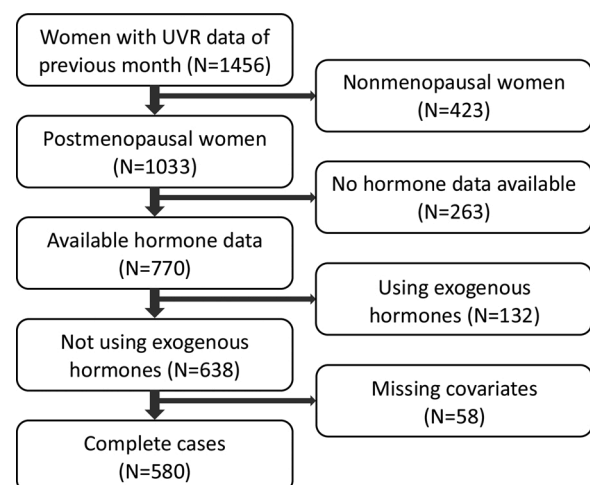 Women with UVR data of
previous month (N=1456)
Nonmenopausal women
(N=423)
Postmenopausal women
(N=1033)
No hormone data available
(N=263)
Available hormone data
(N=770)
Using exogenous
hormones (N=132)
Not using exogenous
hormones (N=638)
Missing covariates
(N=58)
Complete cases
(N=580)